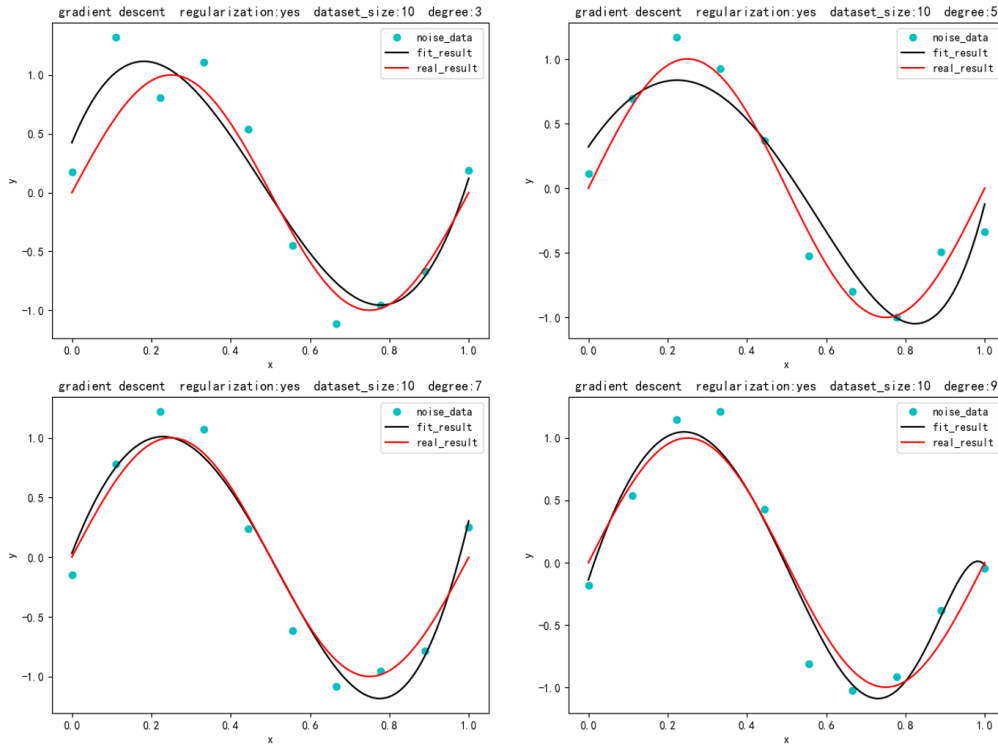 gradient descent regularization:yes dataset_size:10 degree:3
noise_data
fit_result
real_result
1.0
0.5
0.0
-0.5
-1.0
y
0.0 0.2 0.4 0.6 0.8 1.0
x
gradient descent regularization:yes dataset_size:10 degree:5
noise_data
fit_result
real_result
1.0
0.5
0.0
-0.5
-1.0
y
0.0 0.2 0.4 0.6 0.8 1.0
x
gradient descent regularization:yes dataset_size:10 degree:7
noise_data
fit_result
real_result
1.0
0.5
0.0
-0.5
-1.0
y
0.0 0.2 0.4 0.6 0.8 1.0
x
gradient descent regularization:yes dataset_size:10 degree:9
noise_data
fit_result
real_result
1.0
0.5
0.0
-0.5
-1.0
y
0.0 0.2 0.4 0.6 0.8 1.0
x